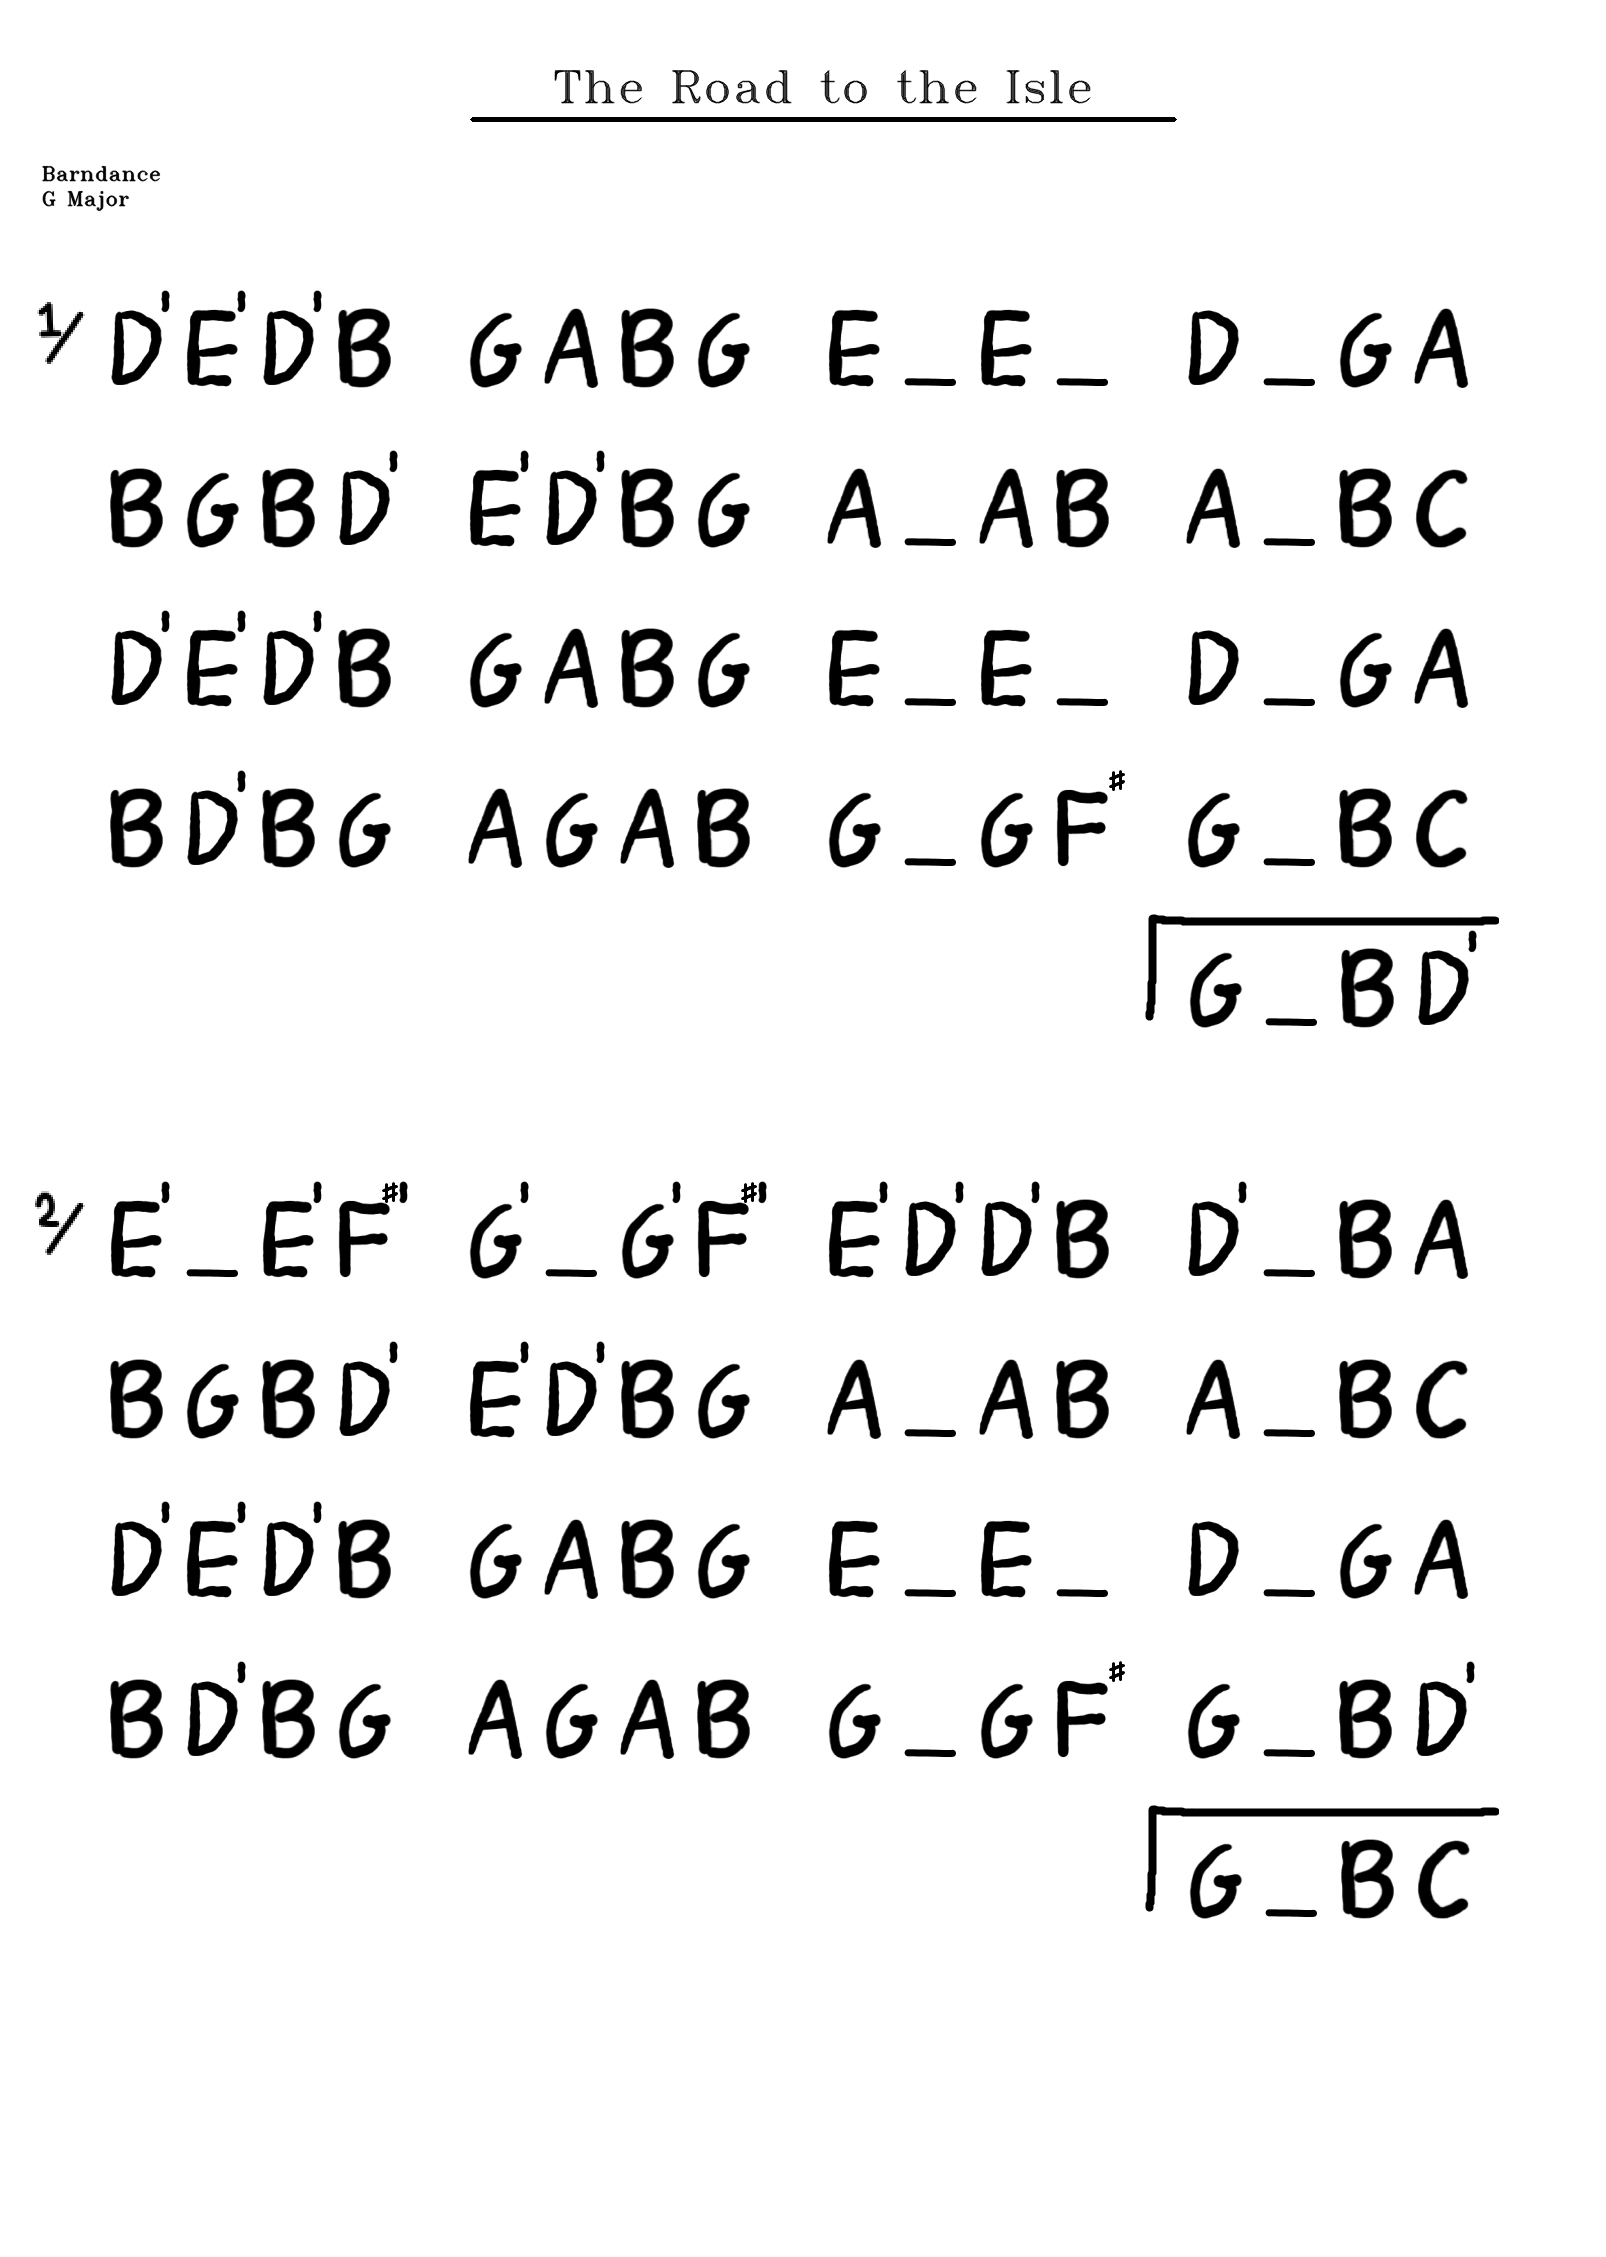 The Road to the Isle
Barndance
G Major
1/ D'E'D'B GABG E_E_ D_GA
BGBD' E'D'BG A_AB A_BC
D'E'D'B GABG E_E_ D_GA
BD'BG AGAB G_GF# G_BC
G_BD'
2/ E'_E'F#' G'_G'F#' E'D'D'B D'_BA
BGBD' E'D'BG A_AB A_BC
D'E'D'B GABG E_E_ D_GA
BD'BG AGAB G_GF# G_BD'
G_BC